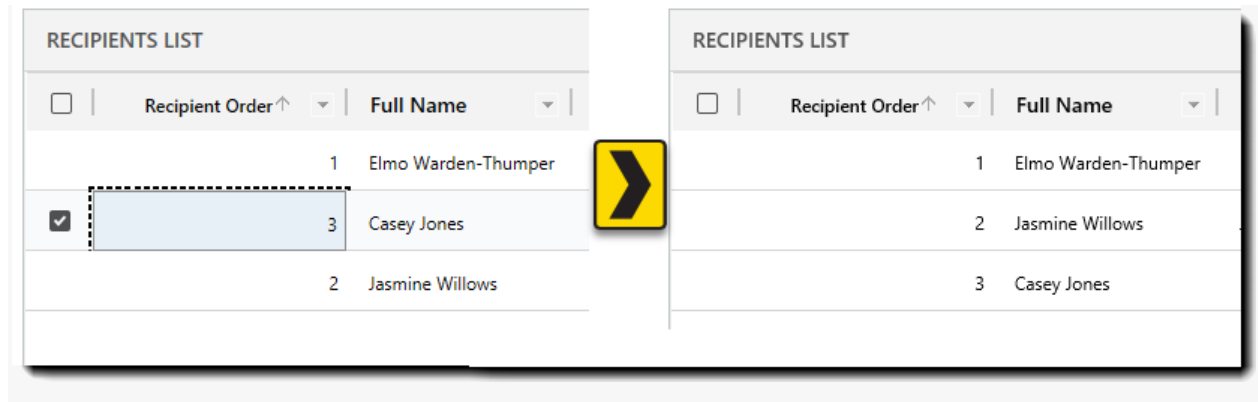 RECIPIENTS LIST
Recipient Order↑ Full Name
1 Elmo Warden-Thumper
3 Casey Jones
2 Jasmine Willows
RECIPIENTS LIST
Recipient Order↑ Full Name
1 Elmo Warden-Thumper
2 Jasmine Willows
3 Casey Jones